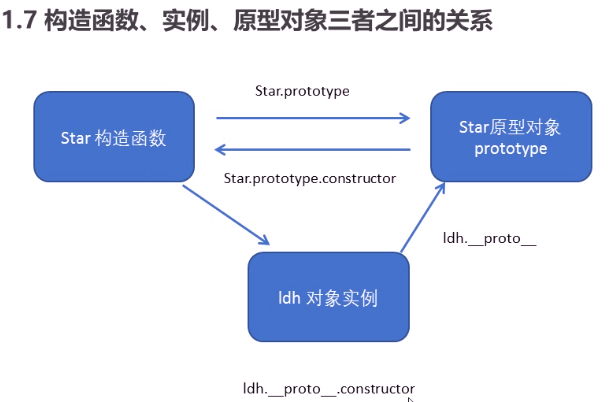 1.7 构造函数、实例、原型对象三者之间的关系
Star.prototype
Star 构造函数
Star原型对象
prototype
Star.prototype.constructor
ldh.__proto__
ldh 对象实例
ldh.__proto__.constructor